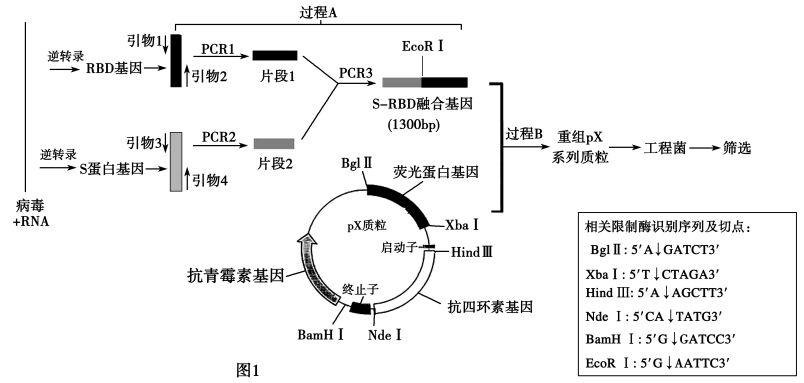 过程A
引物1
PCR1
EcoR Ⅰ
逆转录
RBD基因
引物2
片段1
PCR3
S-RBD融合基因
(1300bp)
引物3
PCR2
逆转录
S蛋白基因
引物4
片段2
过程B
重组pX
系列质粒
工程菌
筛选
病毒
+RNA
Bgl Ⅱ
荧光蛋白基因
pX质粒
Xba Ⅰ
启动子
Hind Ⅲ
抗青霉素基因
终止子
抗四环素基因
BamH Ⅰ
Nde Ⅰ
相关限制酶识别序列及切点：
Bgl Ⅱ: 5′A↓GATCT3′
Xba Ⅰ: 5′T↓CTAGA3′
Hind Ⅲ: 5′A↓AGCTT3′
Nde Ⅰ: 5′CA↓TATG3′
BamH Ⅰ: 5′G↓GATCC3′
EcoR Ⅰ: 5′G↓AATTC3′
图1